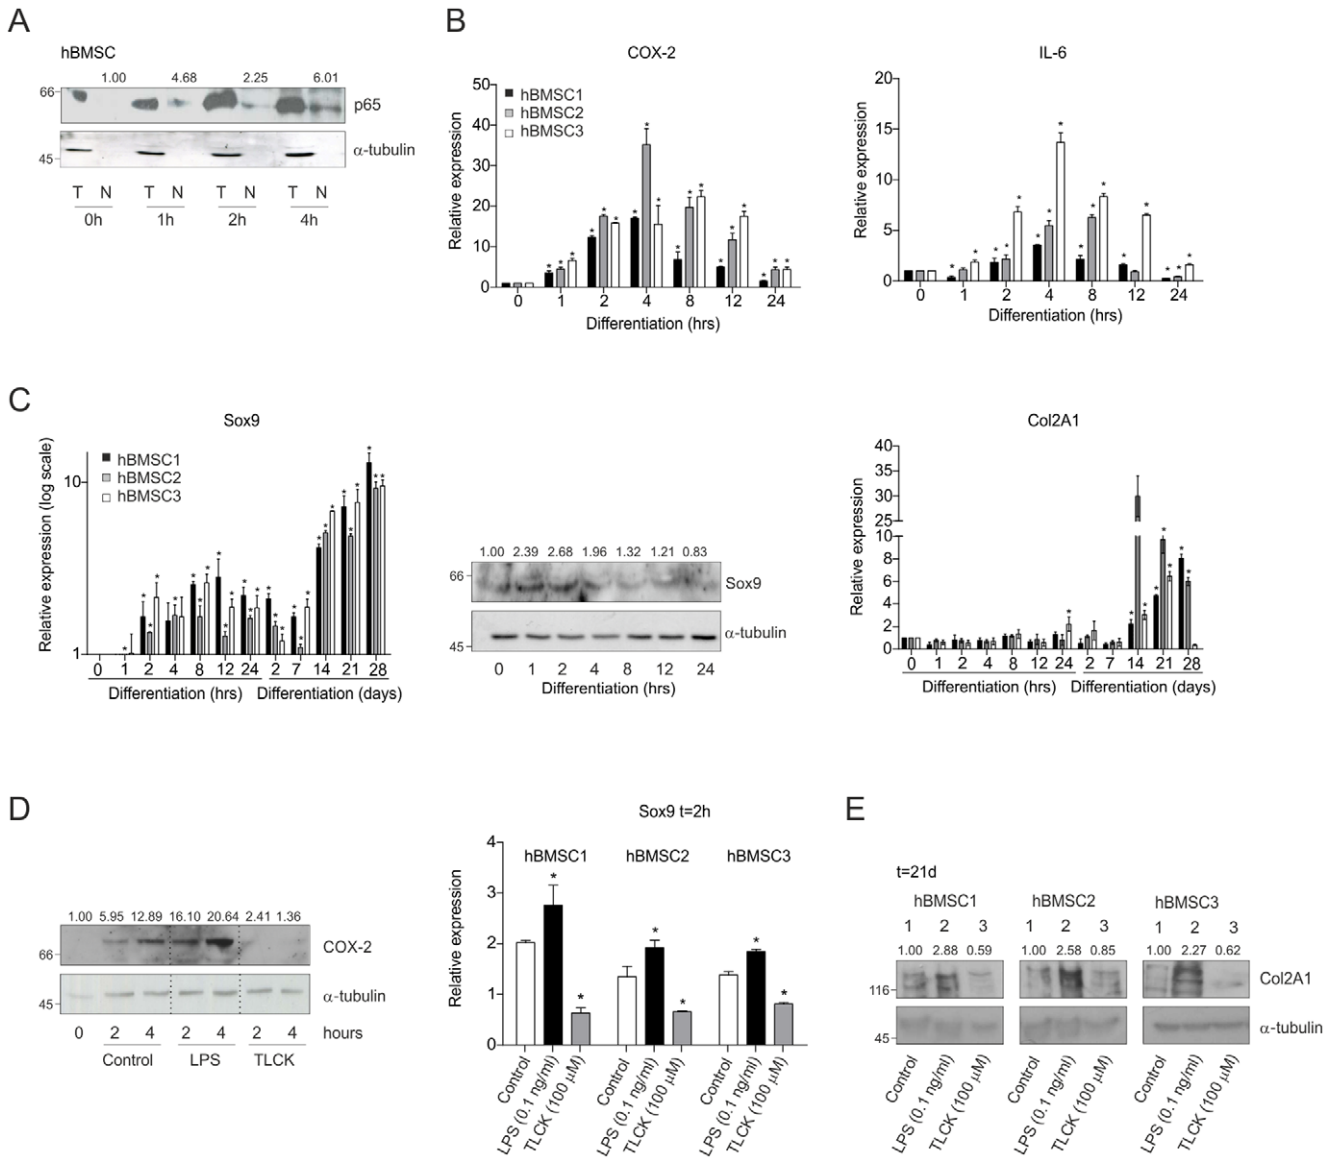 A
hBMSC
1.00 4.68 2.25 6.01
66
p65
α-tubulin
45
T N T N T N T N
0h 1h 2h 4h
B
COX-2
50
40
30
20
10
0
Relative expression
hBMSC1
hBMSC2
hBMSC3
* * * * * * * * * * * * * * * * * *
0 1 2 4 8 12 24
Differentiation (hrs)
IL-6
20
15
10
5
0
Relative expression
* * * * * * * * * * * * * * * * *
0 1 2 4 8 12 24
Differentiation (hrs)
C
Sox9
Relative expression (log scale)
10
1
hBMSC1
hBMSC2
hBMSC3
0 1 2 4 8 12 24 2 7 14 21 28
Differentiation (hrs) Differentiation (days)
1.00 2.39 2.68 1.96 1.32 1.21 0.83
66
Sox9
α-tubulin
45
0 1 2 4 8 12 24
Differentiation (hrs)
Col2A1
40
35
30
25
10
8
6
4
2
0
Relative expression
0 1 2 4 8 12 24 2 7 14 21 28
Differentiation (hrs) Differentiation (days)
D
1.00 5.95 12.89 16.10 20.64 2.41 1.36
COX-2
66
α-tubulin
45
0 2 4 2 4 2 4 hours
Control LPS TLCK
Sox9 t=2h
4
3
2
1
0
Relative expression
hBMSC1 hBMSC2 hBMSC3
* * * * * *
Control LPS (0.1 ng/ml) TLCK (100 µM) Control LPS (0.1 ng/ml) TLCK (100 µM) Control LPS (0.1 ng/ml) TLCK (100 µM)
E
t=21d
hBMSC1 hBMSC2 hBMSC3
1 2 3 1 2 3 1 2 3
1.00 2.88 0.59 1.00 2.58 0.85 1.00 2.27 0.62
Col2A1
116
α-tubulin
45
Control LPS (0.1 ng/ml) TLCK (100 µM) Control LPS (0.1 ng/ml) TLCK (100 µM) Control LPS (0.1 ng/ml) TLCK (100 µM)